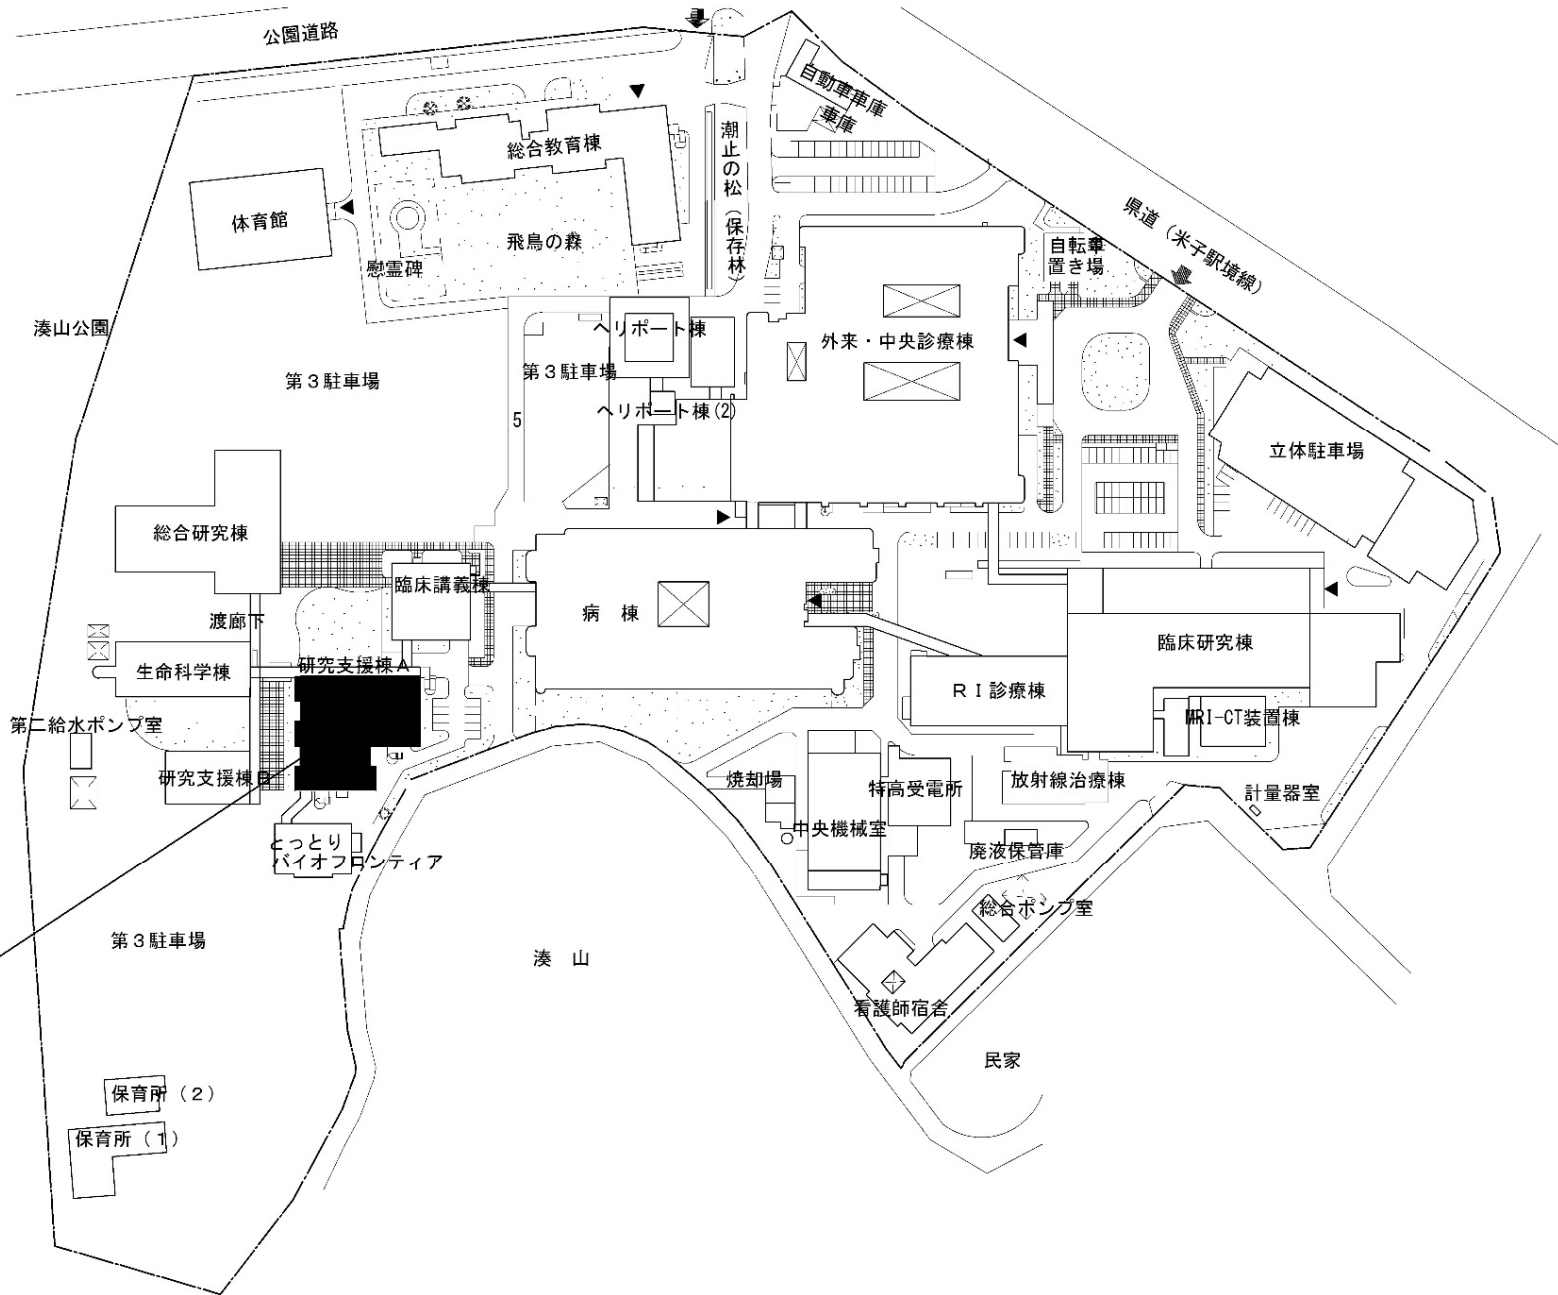 公園道路
自動車車庫
車庫
総合教育棟
潮止の松（保存林）
体育館
飛鳥の森
慰霊碑
県道（米子駅境線）
自転車
置き場
湊山公園
ヘリポート棟
外来・中央診療棟
第３駐車場
第３駐車場
ヘリポート棟(2)
5
立体駐車場
総合研究棟
臨床講義棟
病　棟
渡廊下
臨床研究棟
研究支援棟A
生命科学棟
ＲＩ診療棟
MRI-CT装置棟
第二給水ポンプ室
研究支援棟B
焼却場
特高受電所
放射線治療棟
計量器室
中央機械室
とっとり
バイオフロンティア
廃液保管庫
総合ポンプ室
第３駐車場
湊　山
看護師宿舎
民家
保育所（２）
保育所（１）